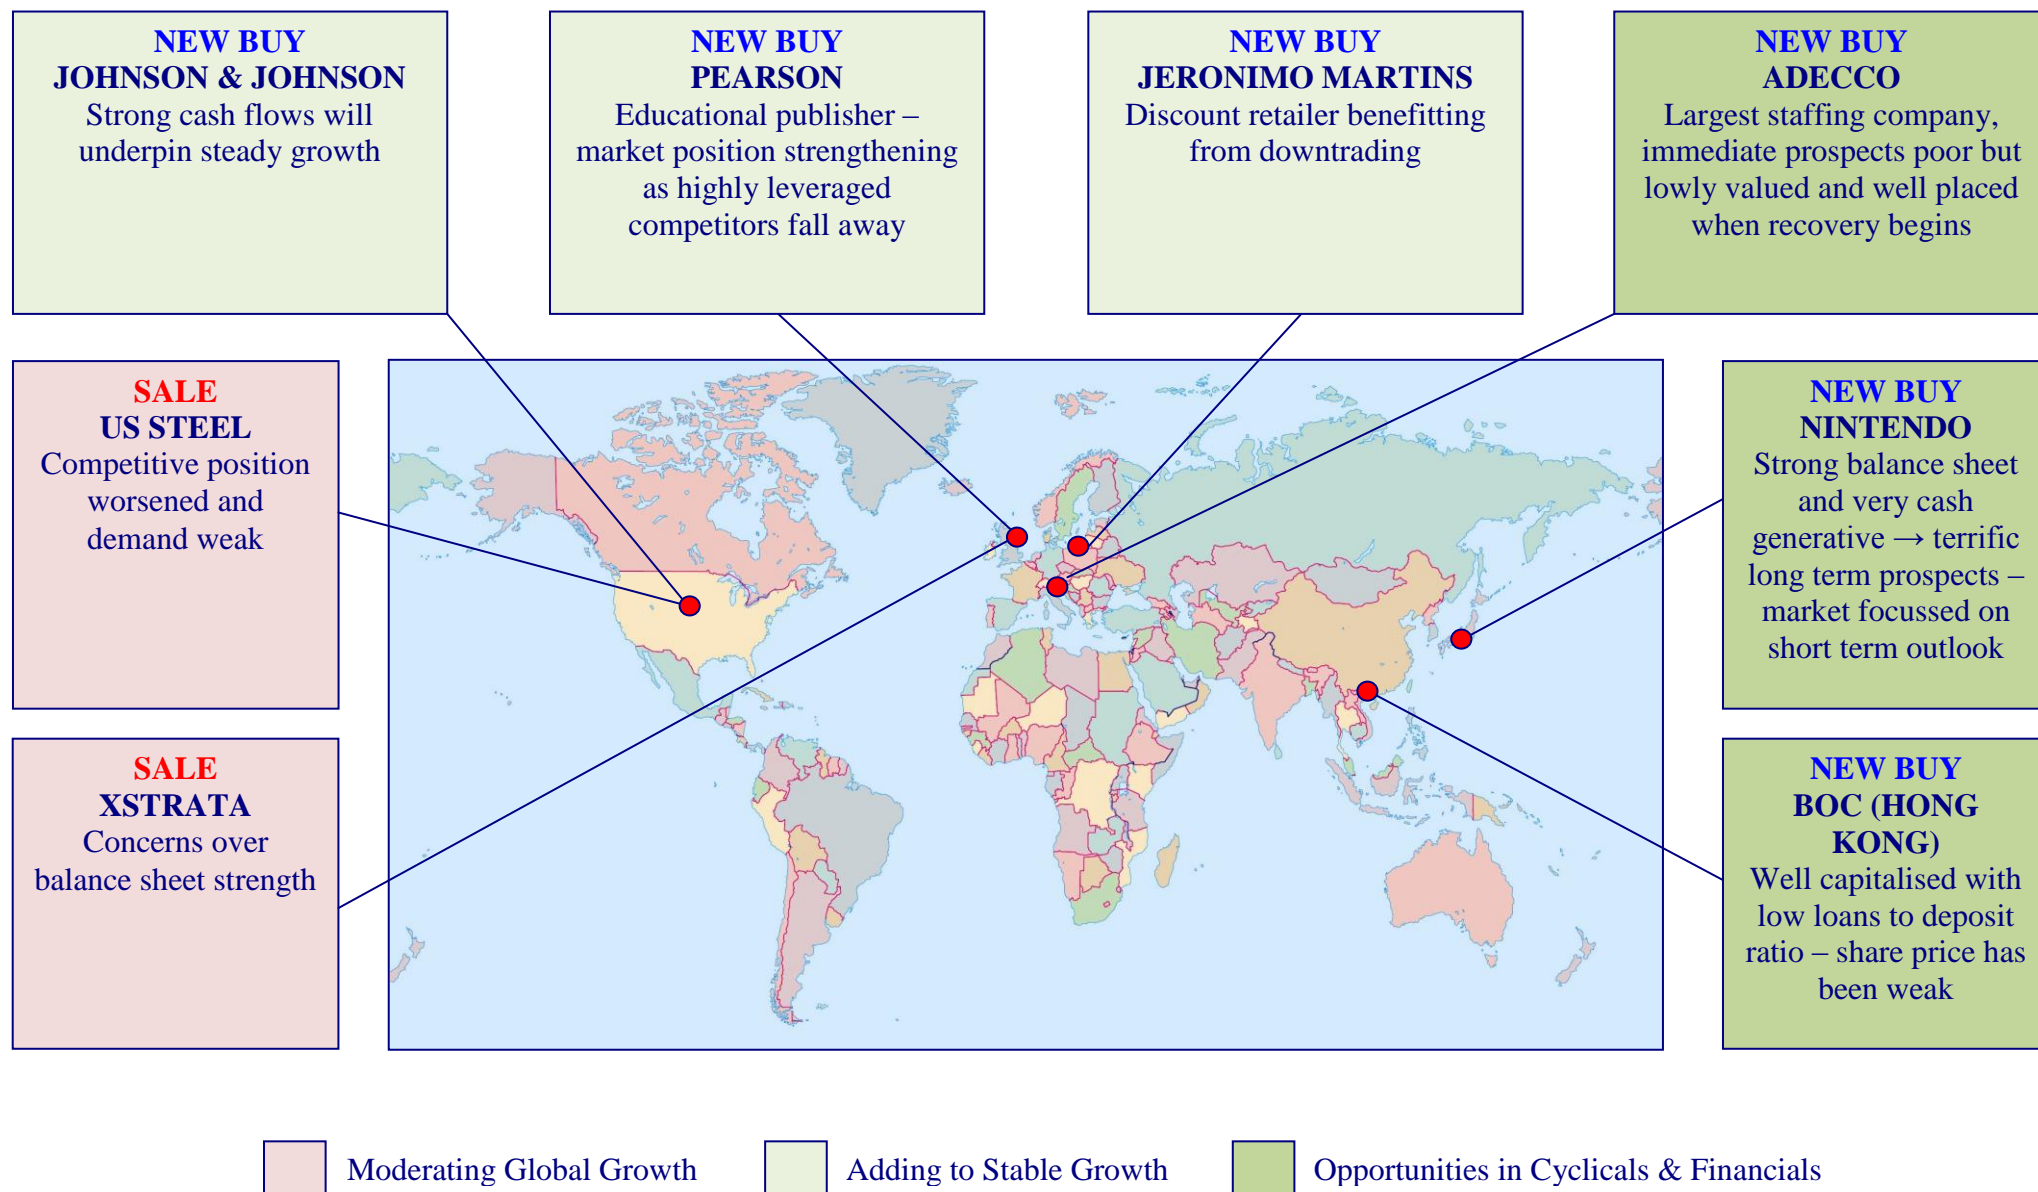 NEW BUY
JOHNSON & JOHNSON
Strong cash flows will
underpin steady growth
NEW BUY
PEARSON
Educational publisher –
market position strengthening
as highly leveraged
competitors fall away
NEW BUY
JERONIMO MARTINS
Discount retailer benefitting
from downtrading
NEW BUY
ADECCO
Largest staffing company,
immediate prospects poor but
lowly valued and well placed
when recovery begins
SALE
US STEEL
Competitive position
worsened and
demand weak
NEW BUY
NINTENDO
Strong balance sheet
and very cash
generative → terrific
long term prospects –
market focussed on
short term outlook
SALE
XSTRATA
Concerns over
balance sheet strength
NEW BUY
BOC (HONG
KONG)
Well capitalised with
low loans to deposit
ratio – share price has
been weak
Moderating Global Growth
Adding to Stable Growth
Opportunities in Cyclicals & Financials